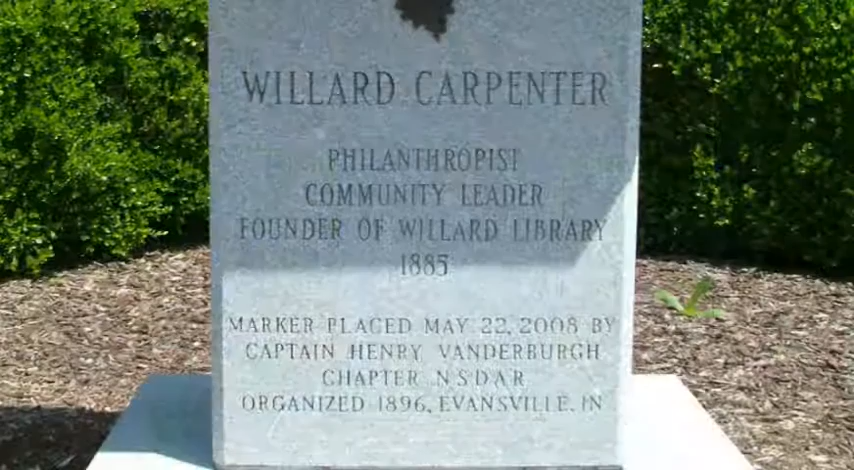 WILLARD CARPENTER
PHILANTHROPIST
COMMUNITY LEADER
FOUNDER OF WILLARD LIBRARY
1885
MARKER PLACED MAY 22, 2008 BY
CAPTAIN HENRY VANDERBURGH
CHAPTER N.S.D.A.R
ORGANIZED 1896, EVANSVILLE, IN